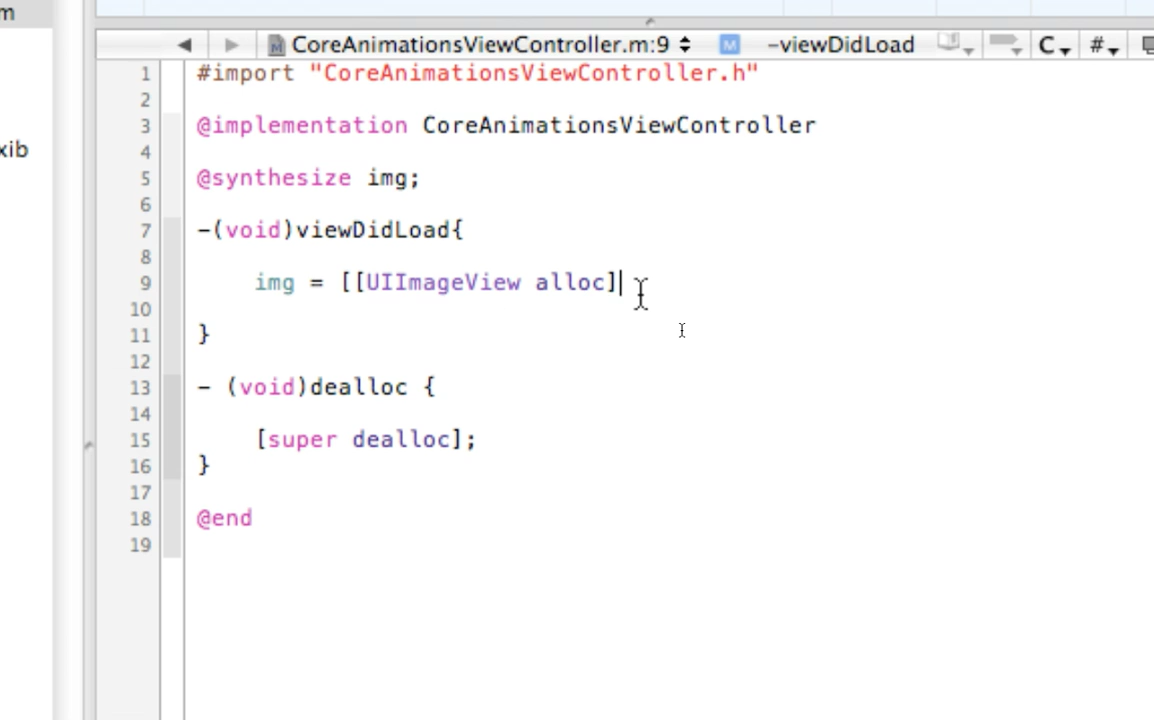 m
CoreAnimationsViewController.m:9 M -viewDidLoad C #
xib
1 #import "CoreAnimationsViewController.h"
2
3 @implementation CoreAnimationsViewController
4
5 @synthesize img;
6
7 -(void)viewDidLoad{
8
9 img = [[UIImageView alloc]
10
11 }
12
13 - (void)dealloc {
14
15 [super dealloc];
16 }
17
18 @end
19